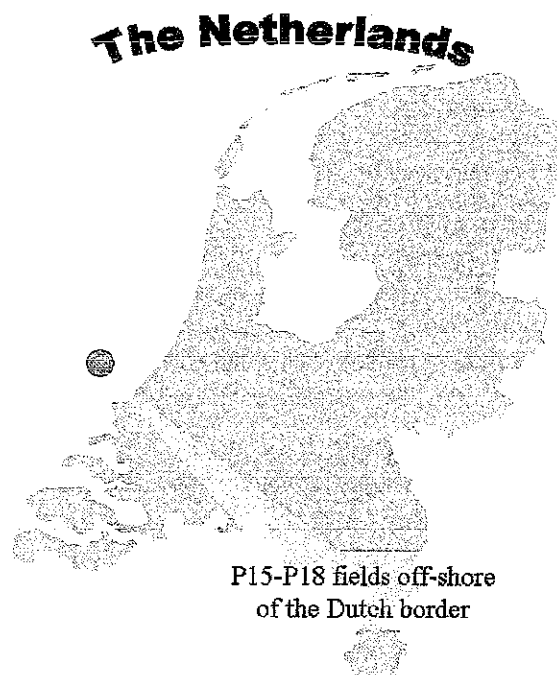 The Netherlands
P15-P18 fields off-shore
of the Dutch border